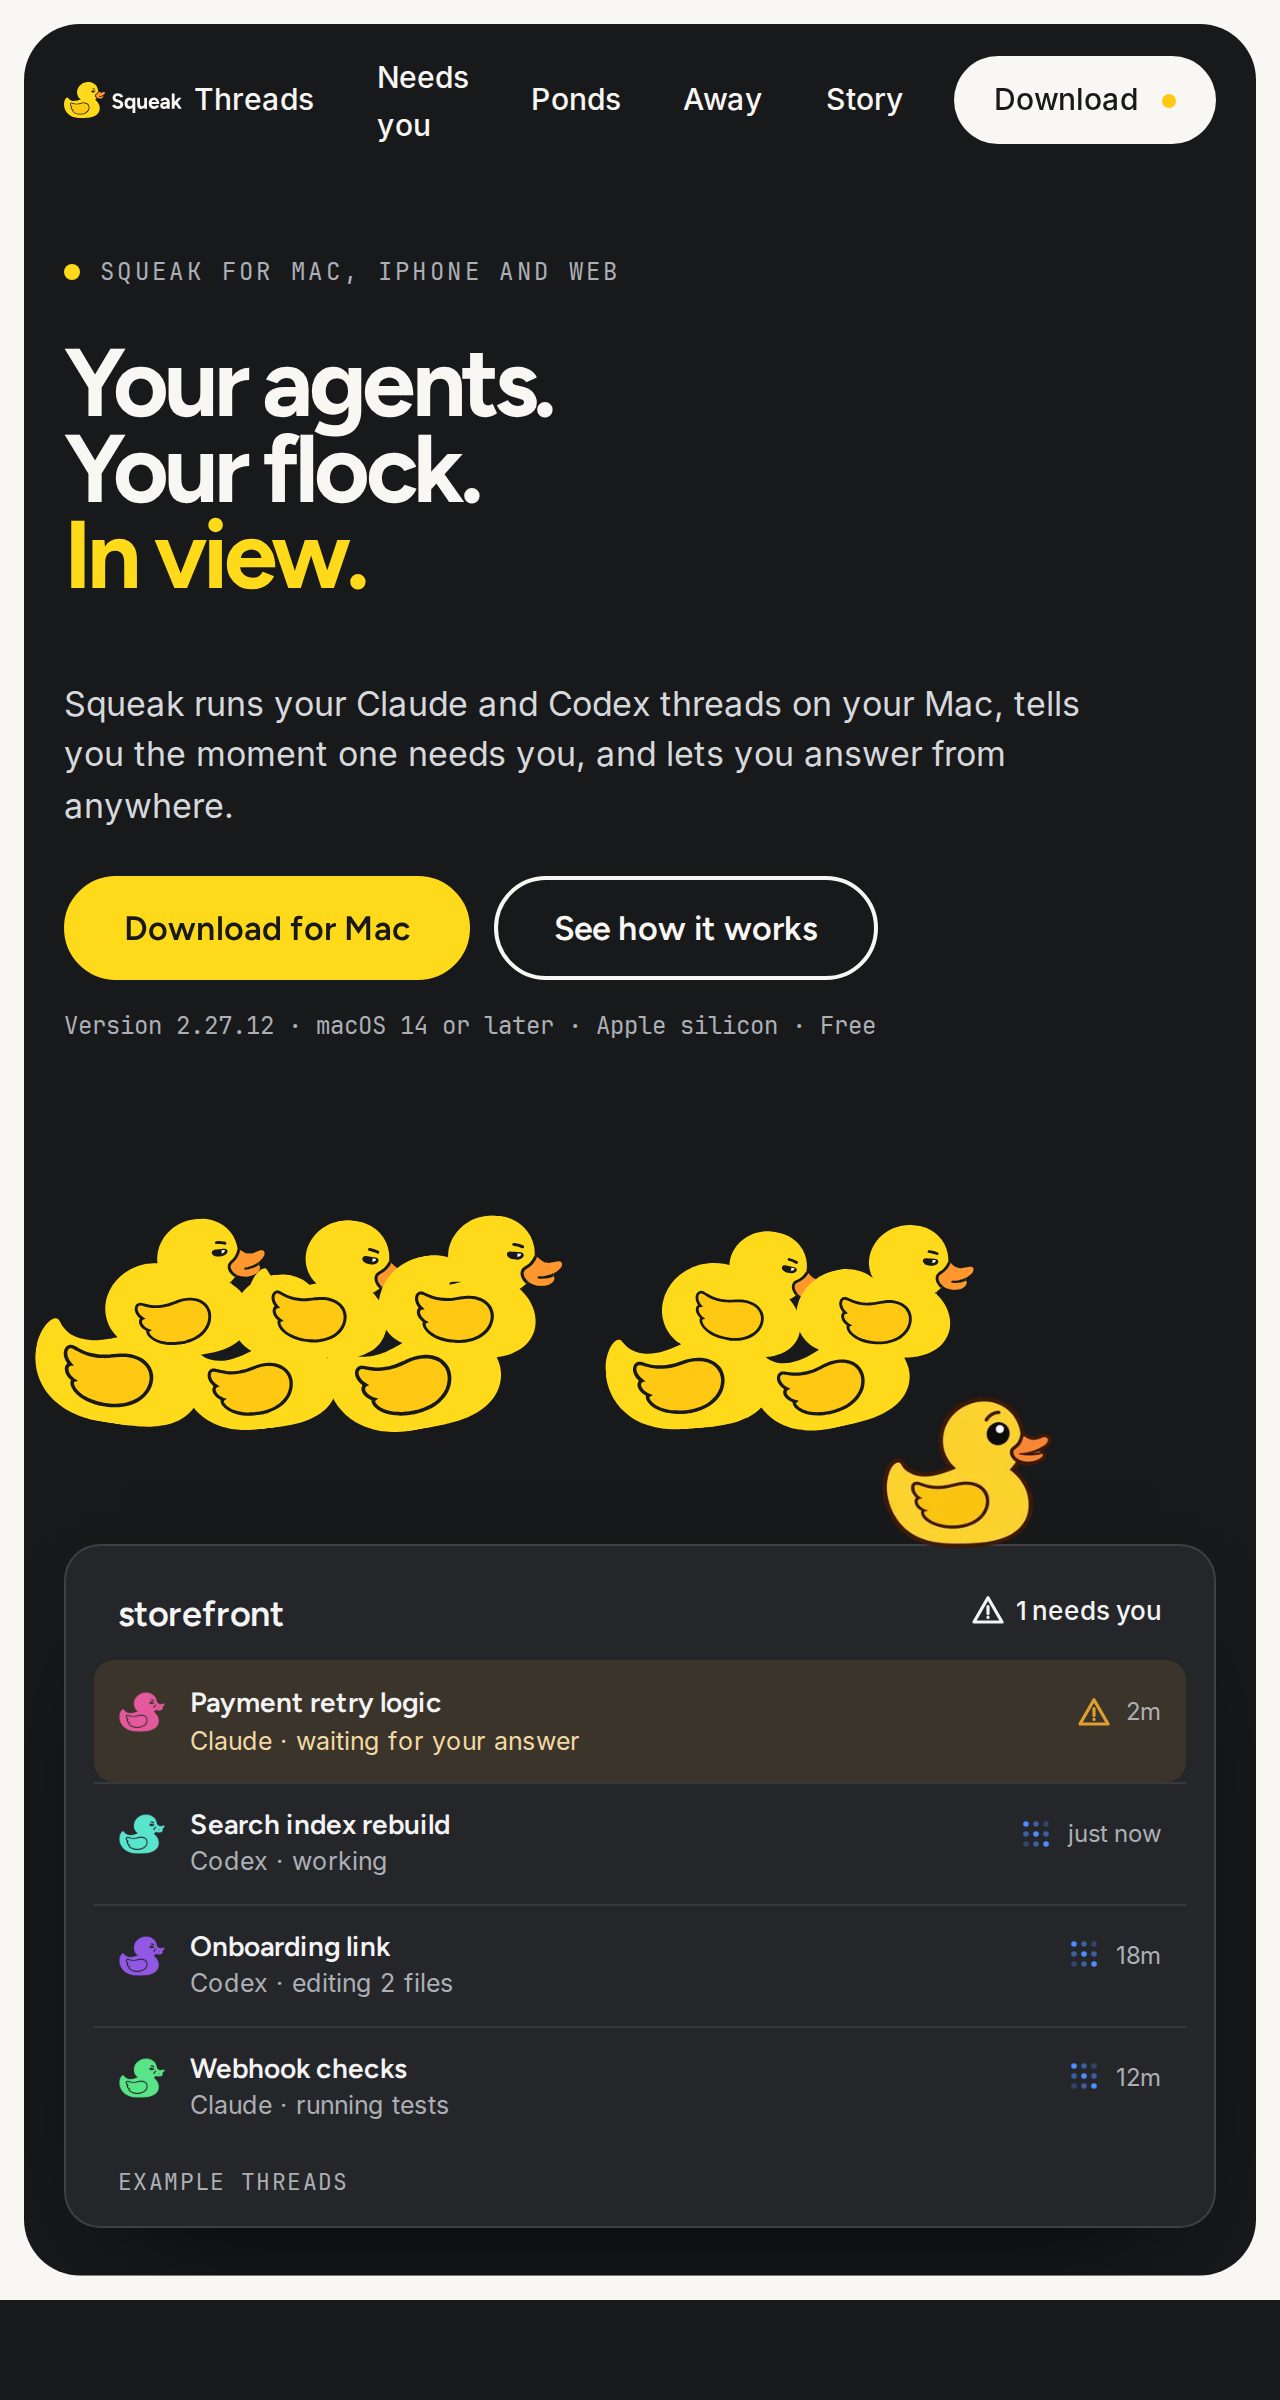 Squeak Threads Needs you Ponds Away Story Download
SQUEAK FOR MAC, IPHONE AND WEB
Your agents.
Your flock.
In view.
Squeak runs your Claude and Codex threads on your Mac, tells
you the moment one needs you, and lets you answer from
anywhere.
Download for Mac See how it works
Version 2.27.12 · macOS 14 or later · Apple silicon · Free
storefront 1 needs you
Payment retry logic 2m
Claude · waiting for your answer
Search index rebuild just now
Codex · working
Onboarding link 18m
Codex · editing 2 files
Webhook checks 12m
Claude · running tests
EXAMPLE THREADS